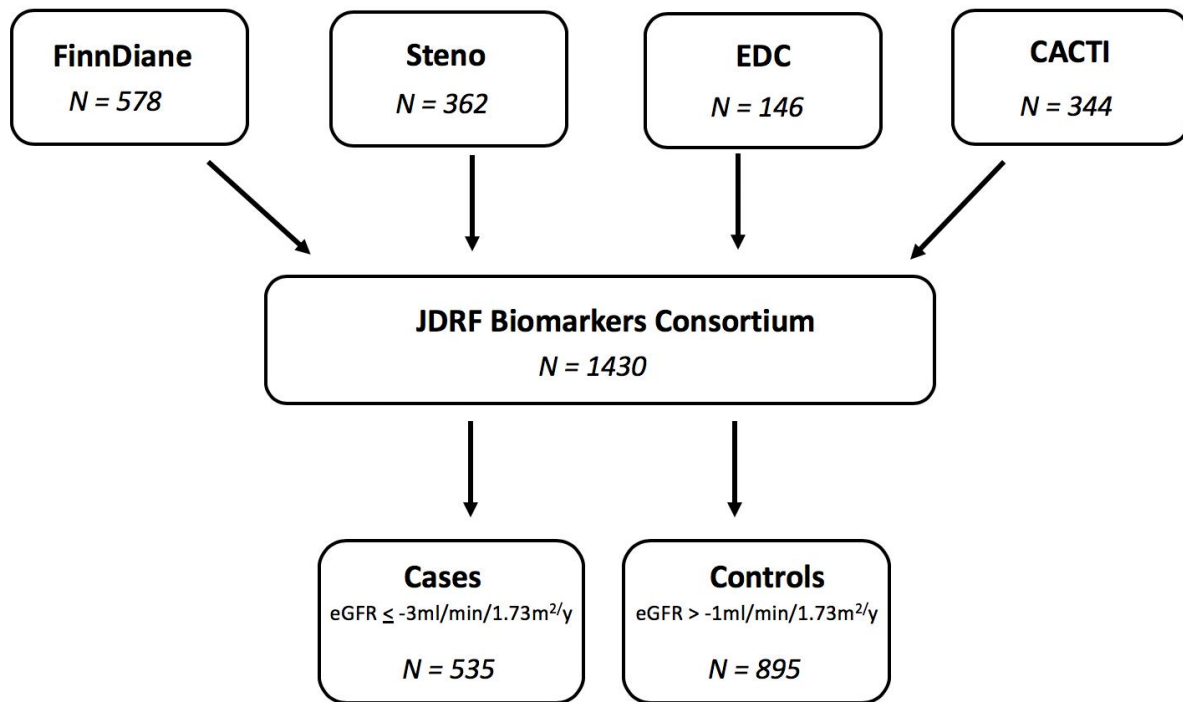 FinnDiane
N = 578
Steno
N = 362
EDC
N = 146
CACTI
N = 344
JDRF Biomarkers Consortium
N = 1430
Cases
eGFR ≤ -3ml/min/1.73m²/y
N = 535
Controls
eGFR > -1ml/min/1.73m²/y
N = 895